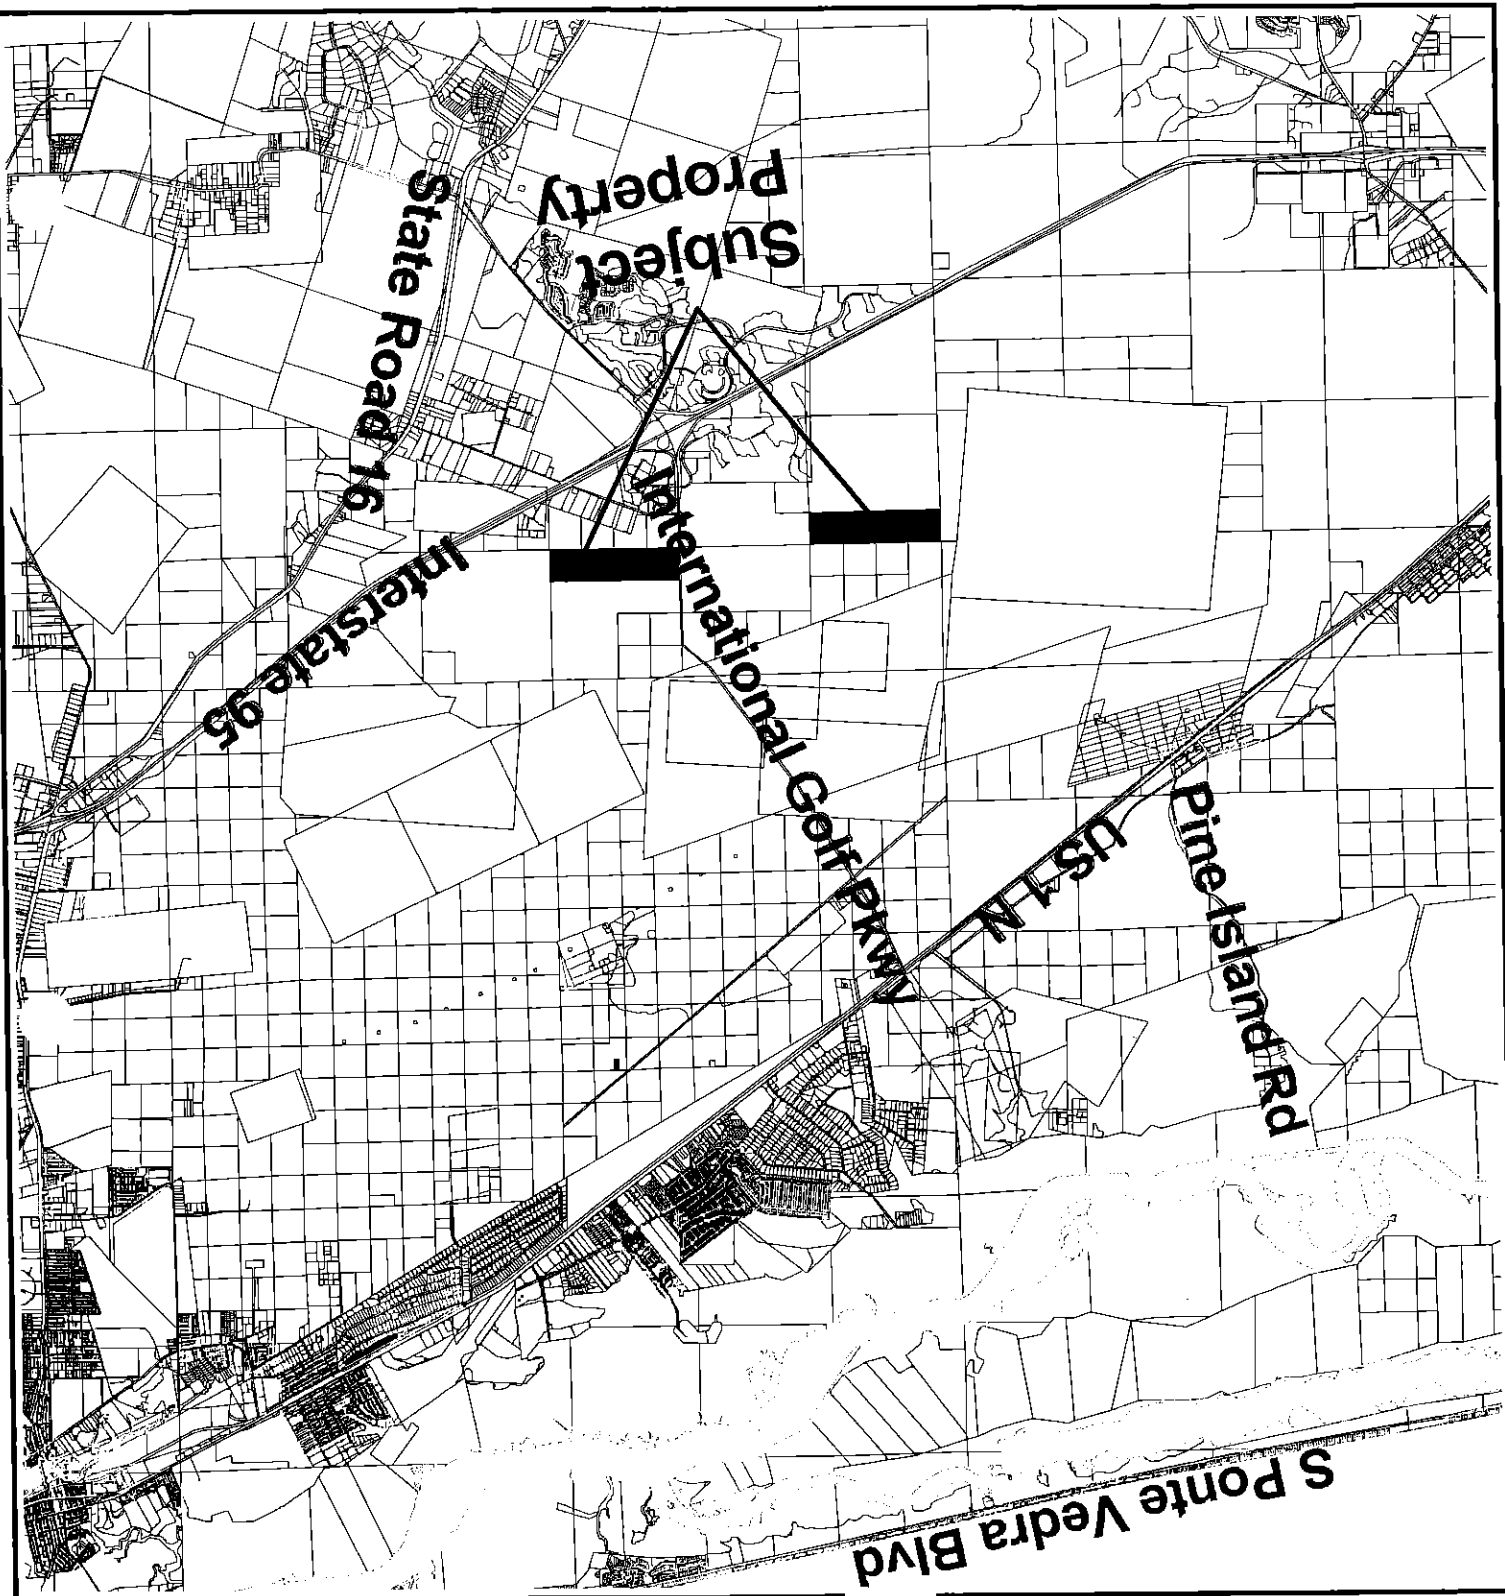 Subject
Property
State Road 16
Interstate 95
International Golf Pkwy
US 1 N
Pine Island Rd
S Ponte Vedra Blvd